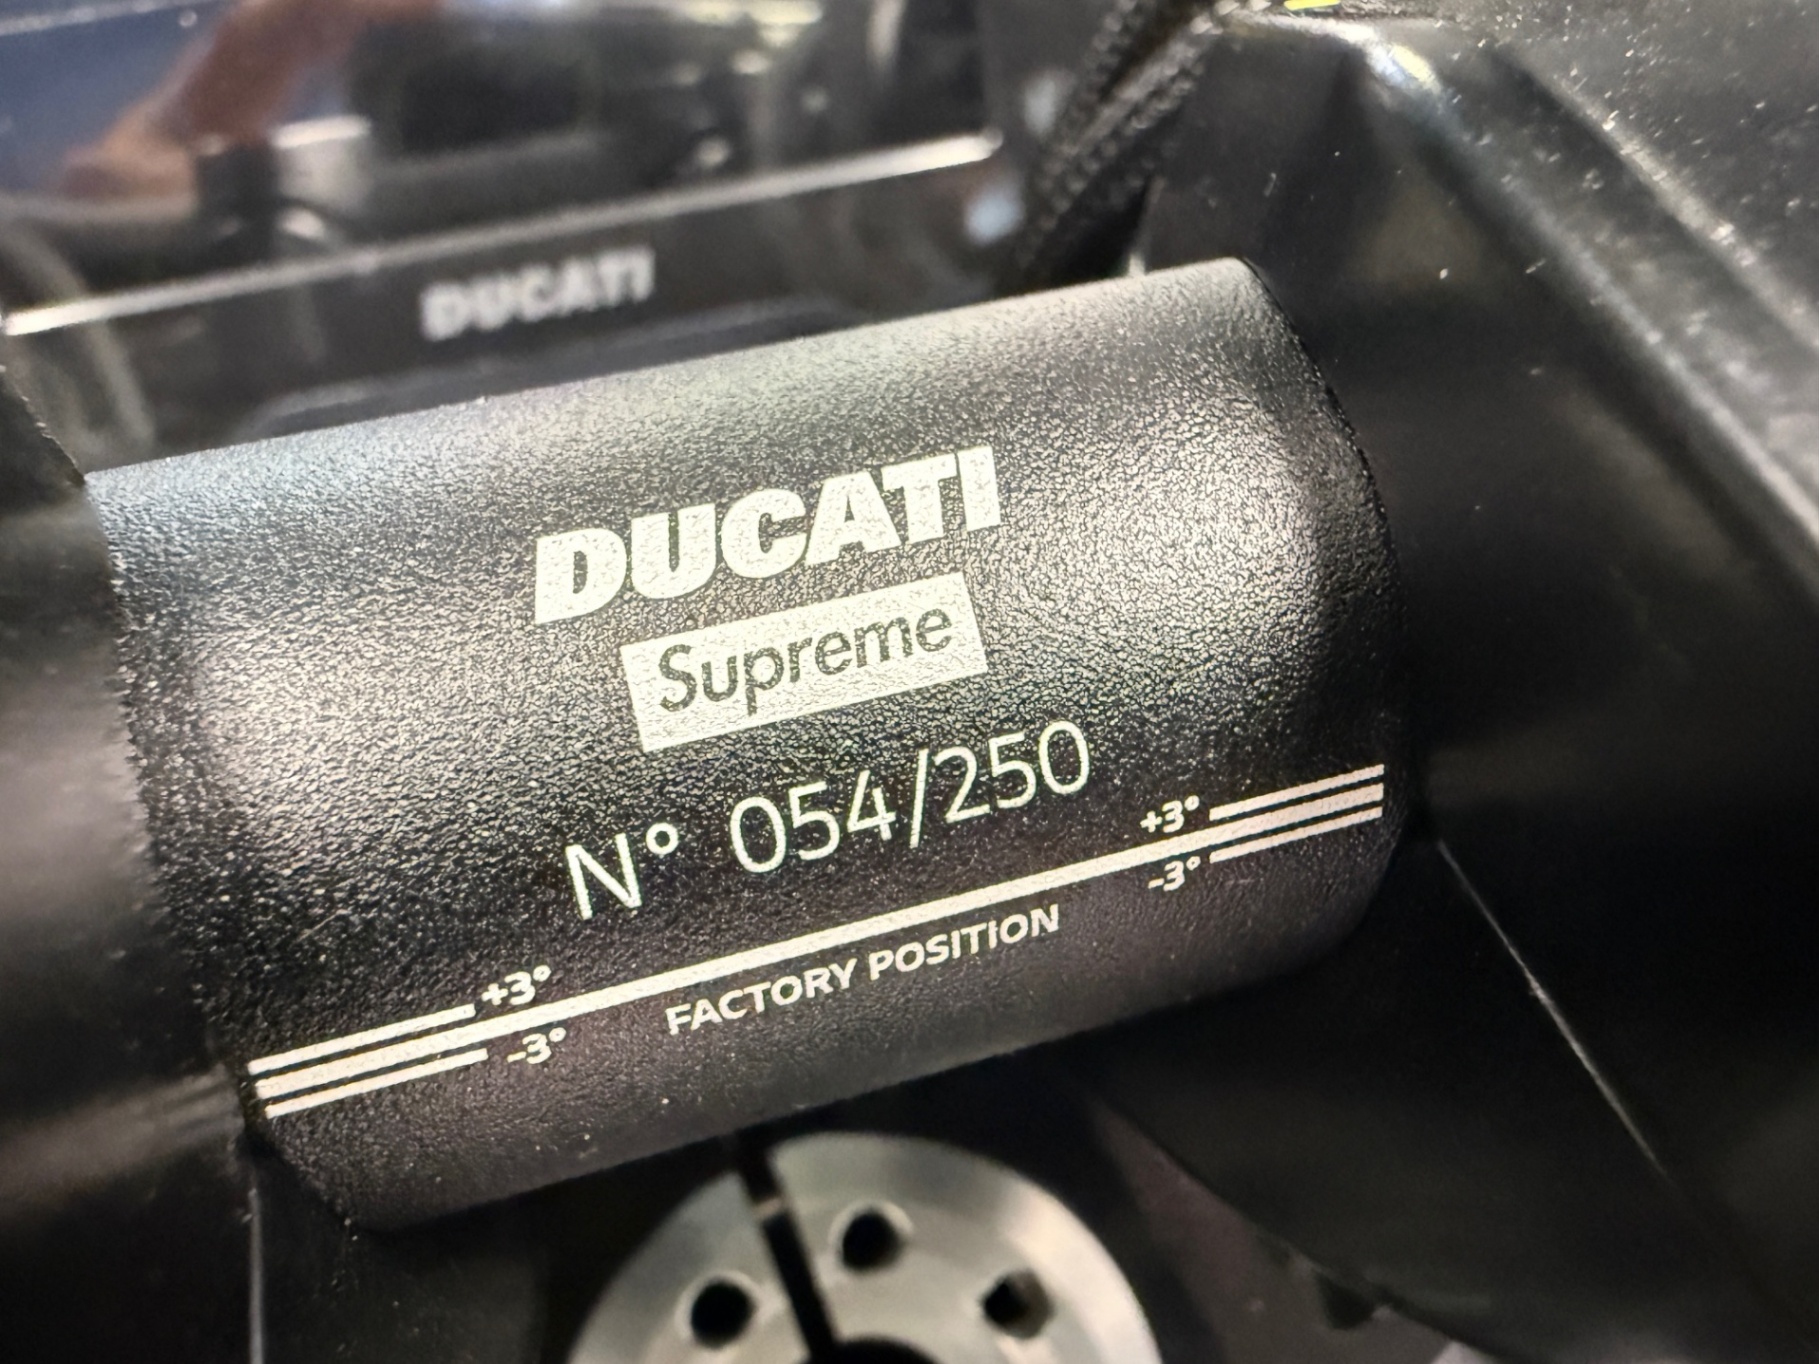 DUCATI
DUCATI
Supreme
N° 054/250
+3°
-3°
+3°
-3°
FACTORY POSITION